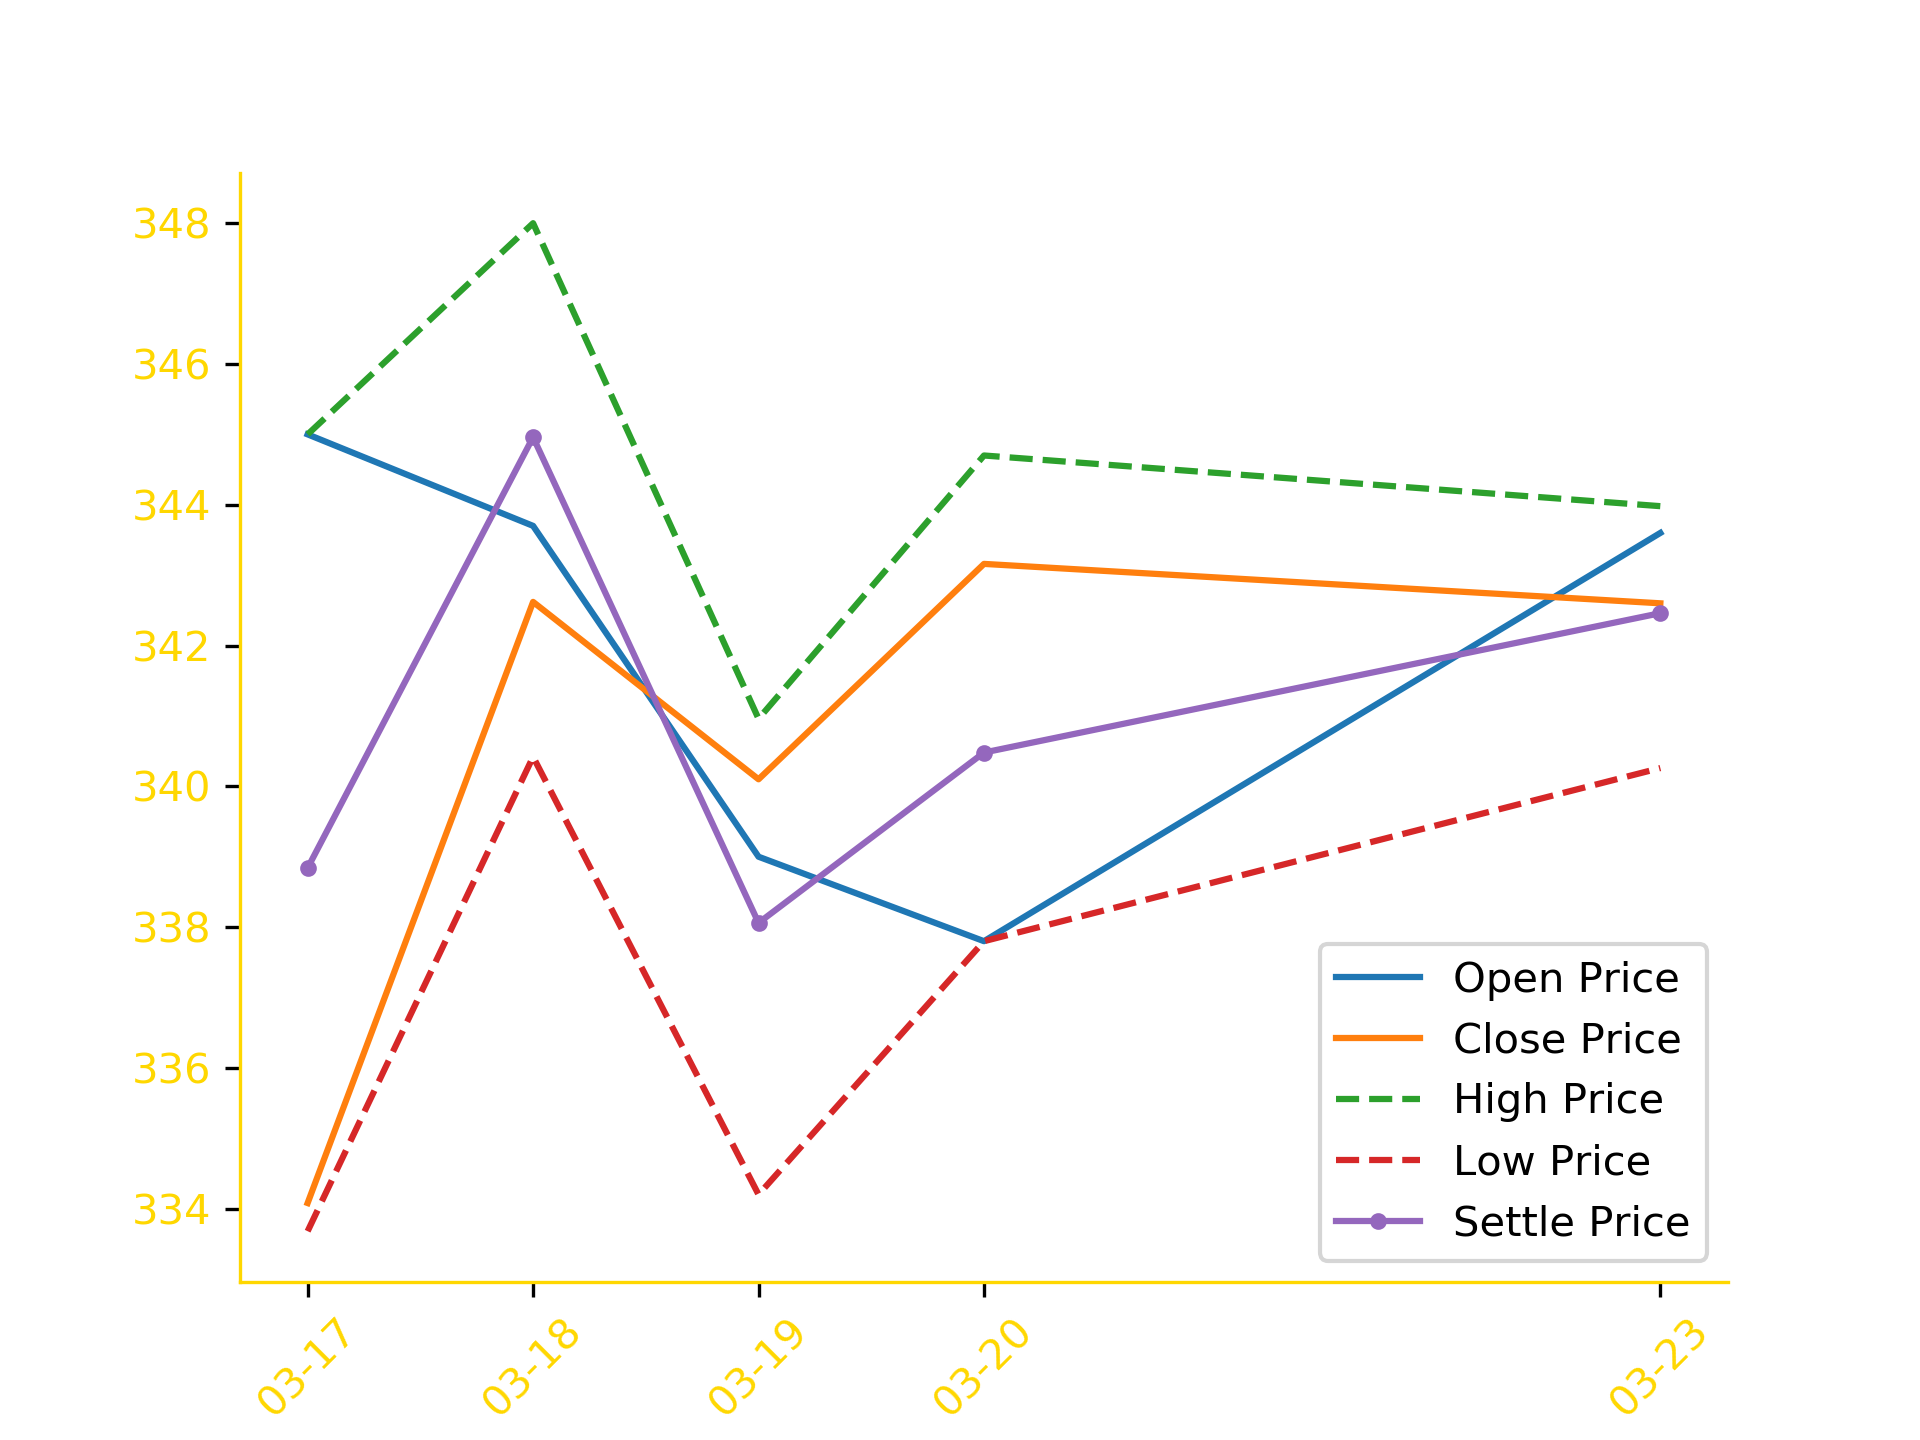 348
346
344
342
340
338
336
334
03-17
03-18
03-19
03-20
03-23
Open Price
Close Price
High Price
Low Price
Settle Price